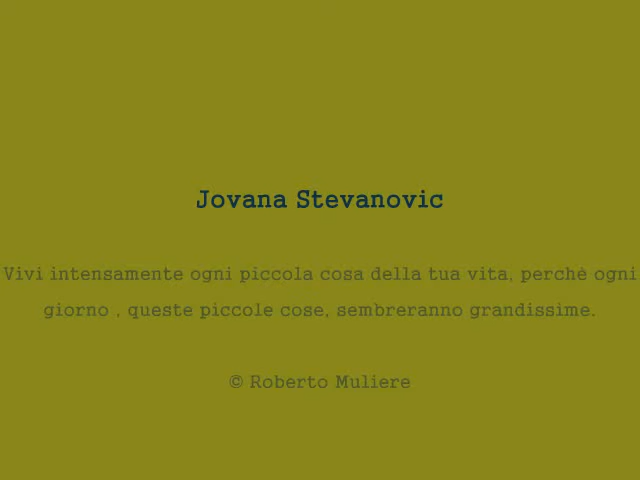 Jovana Stevanovic
Vivi intensamente ogni piccola cosa della tua vita, perchè ogni
giorno , queste piccole cose, sembreranno grandissime.
© Roberto Muliere